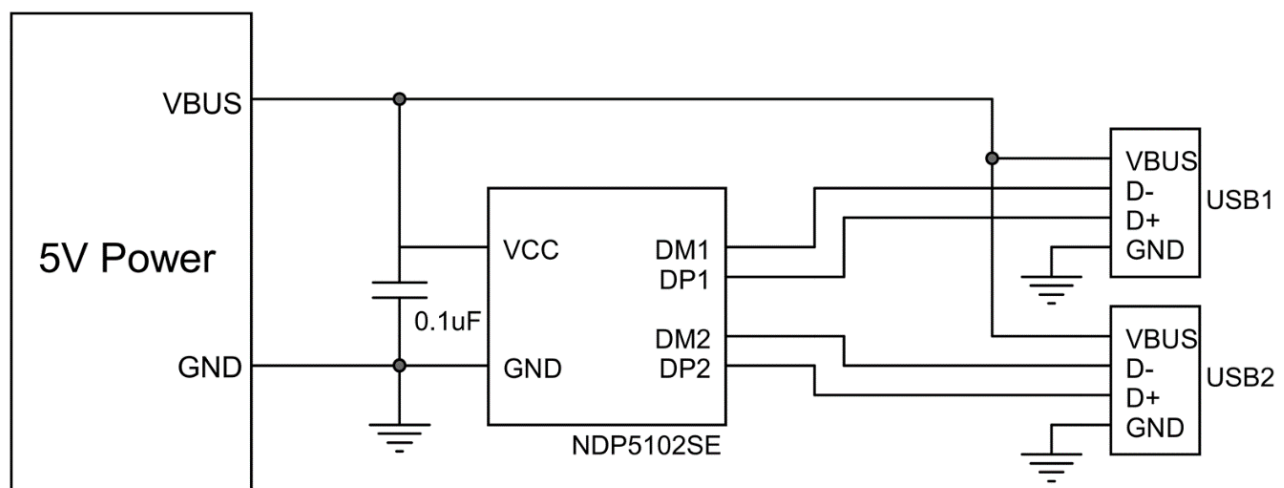 VBUS
5V Power
GND
VCC
GND
0.1uF
DM1
DP1
DM2
DP2
NDP5102SE
VBUS
D-
D+
GND
USB1
VBUS
D-
D+
GND
USB2